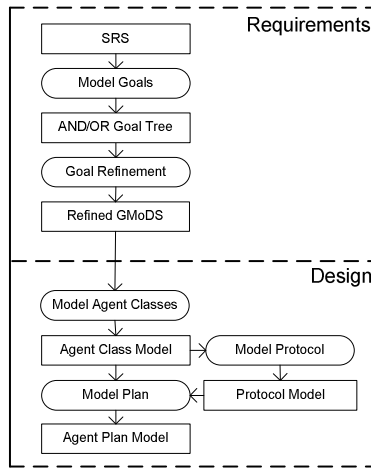 Requirements
SRS
Model Goals
AND/OR Goal Tree
Goal Refinement
Refined GMoDS
Design
Model Agent Classes
Agent Class Model
Model Protocol
Model Plan
Protocol Model
Agent Plan Model